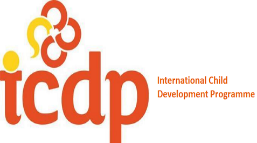 icdp
International Child
Development Programme